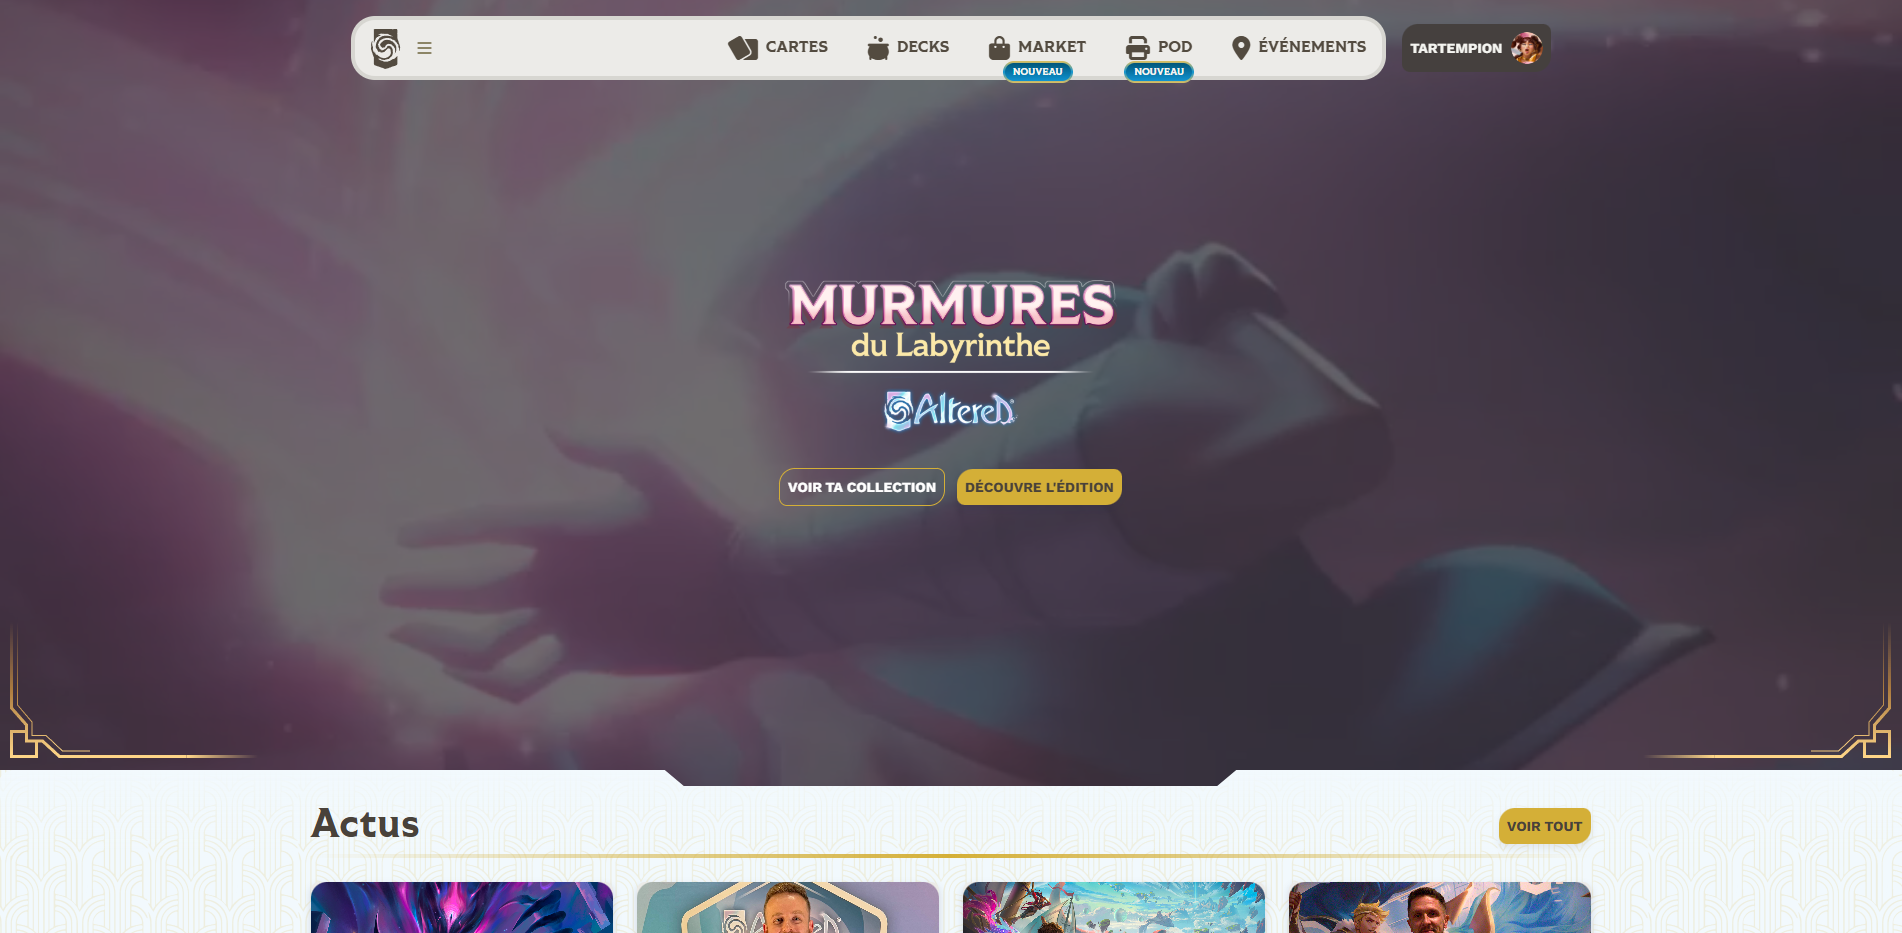 CARTES
DECKS
MARKET
NOUVEAU
POD
NOUVEAU
ÉVÉNEMENTS
TARTEMPION
MURMURES
du Labyrinthe
Altered
VOIR TA COLLECTION
DÉCOUVRE L'ÉDITION
Actus
VOIR TOUT
Altered